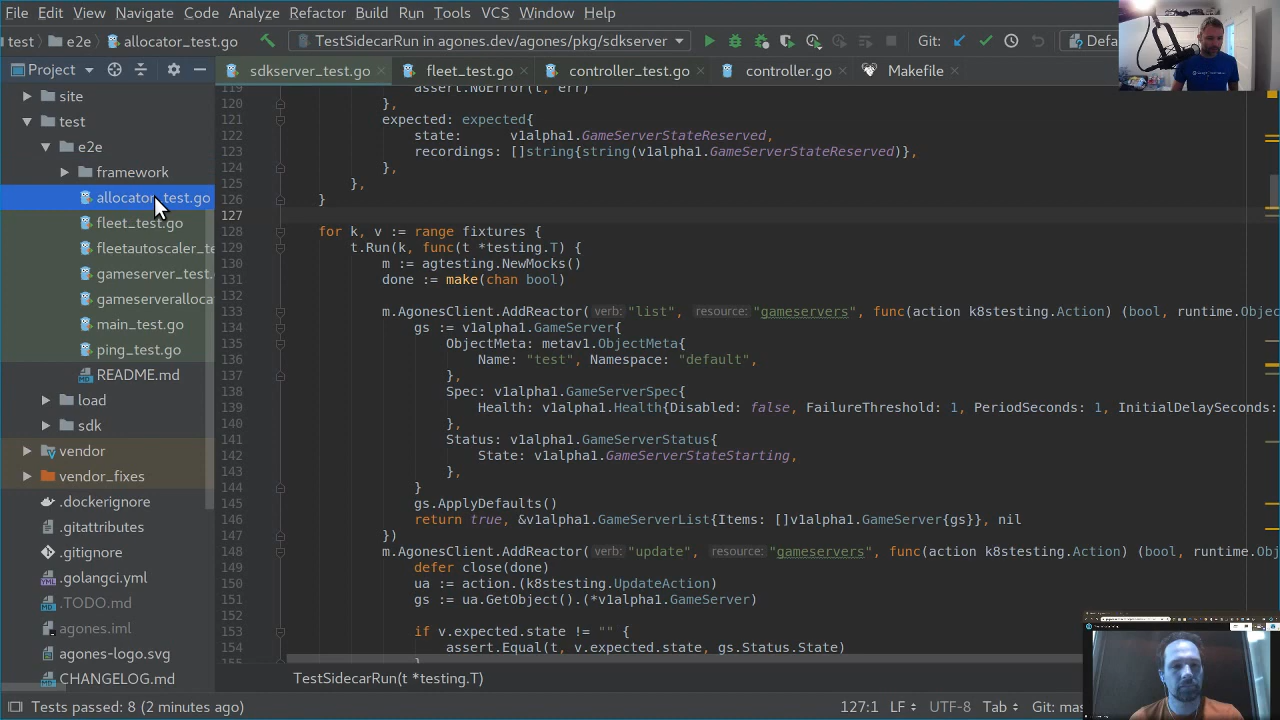 File Edit View Navigate Code Analyze Refactor Build Run Tools VCS Window Help
test e2e allocator_test.go TestSidecarRun in agones.dev/agones/pkg/sdkserver Git: Defa
Project sdkserver_test.go fleet_test.go controller_test.go controller.go Makefile
site
test
e2e
framework
allocator_test.go
fleet_test.go
fleetautoscaler_te
gameserver_test.
gameserveralloca
main_test.go
ping_test.go
README.md
load
sdk
vendor
vendor_fixes
.dockerignore
.gitattributes
.gitignore
.golangci.yml
.TODO.md
agones.iml
agones-logo.svg
CHANGELOG.md
119 assert.NoError(t, err)
120 },
121 expected: expected{
122 state: v1alpha1.GameServerStateReserved,
123 recordings: []string{string(v1alpha1.GameServerStateReserved)},
124 },
125 },
126 }
127
128 for k, v := range fixtures {
129 t.Run(k, func(t *testing.T) {
130 m := agtesting.NewMocks()
131 done := make(chan bool)
132
133 m.AgonesClient.AddReactor( verb: "list", resource: "gameservers", func(action k8stesting.Action) (bool, runtime.Objec
134 gs := v1alpha1.GameServer{
135 ObjectMeta: metav1.ObjectMeta{
136 Name: "test", Namespace: "default",
137 },
138 Spec: v1alpha1.GameServerSpec{
139 Health: v1alpha1.Health{Disabled: false, FailureThreshold: 1, PeriodSeconds: 1, InitialDelaySeconds:
140 },
141 Status: v1alpha1.GameServerStatus{
142 State: v1alpha1.GameServerStateStarting,
143 },
144 }
145 gs.ApplyDefaults()
146 return true, &v1alpha1.GameServerList{Items: []v1alpha1.GameServer{gs}}, nil
147 })
148 m.AgonesClient.AddReactor( verb: "update", resource: "gameservers", func(action k8stesting.Action) (bool, runtime.Obj
149 defer close(done)
150 ua := action.(k8stesting.UpdateAction)
151 gs := ua.GetObject().(*v1alpha1.GameServer)
152
153 if v.expected.state != "" {
154 assert.Equal(t, v.expected.state, gs.Status.State)
155 }
TestSidecarRun(t *testing.T)
Tests passed: 8 (2 minutes ago) 127:1 LF UTF-8 Tab Git: mas